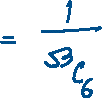 = 1 / 53C₆